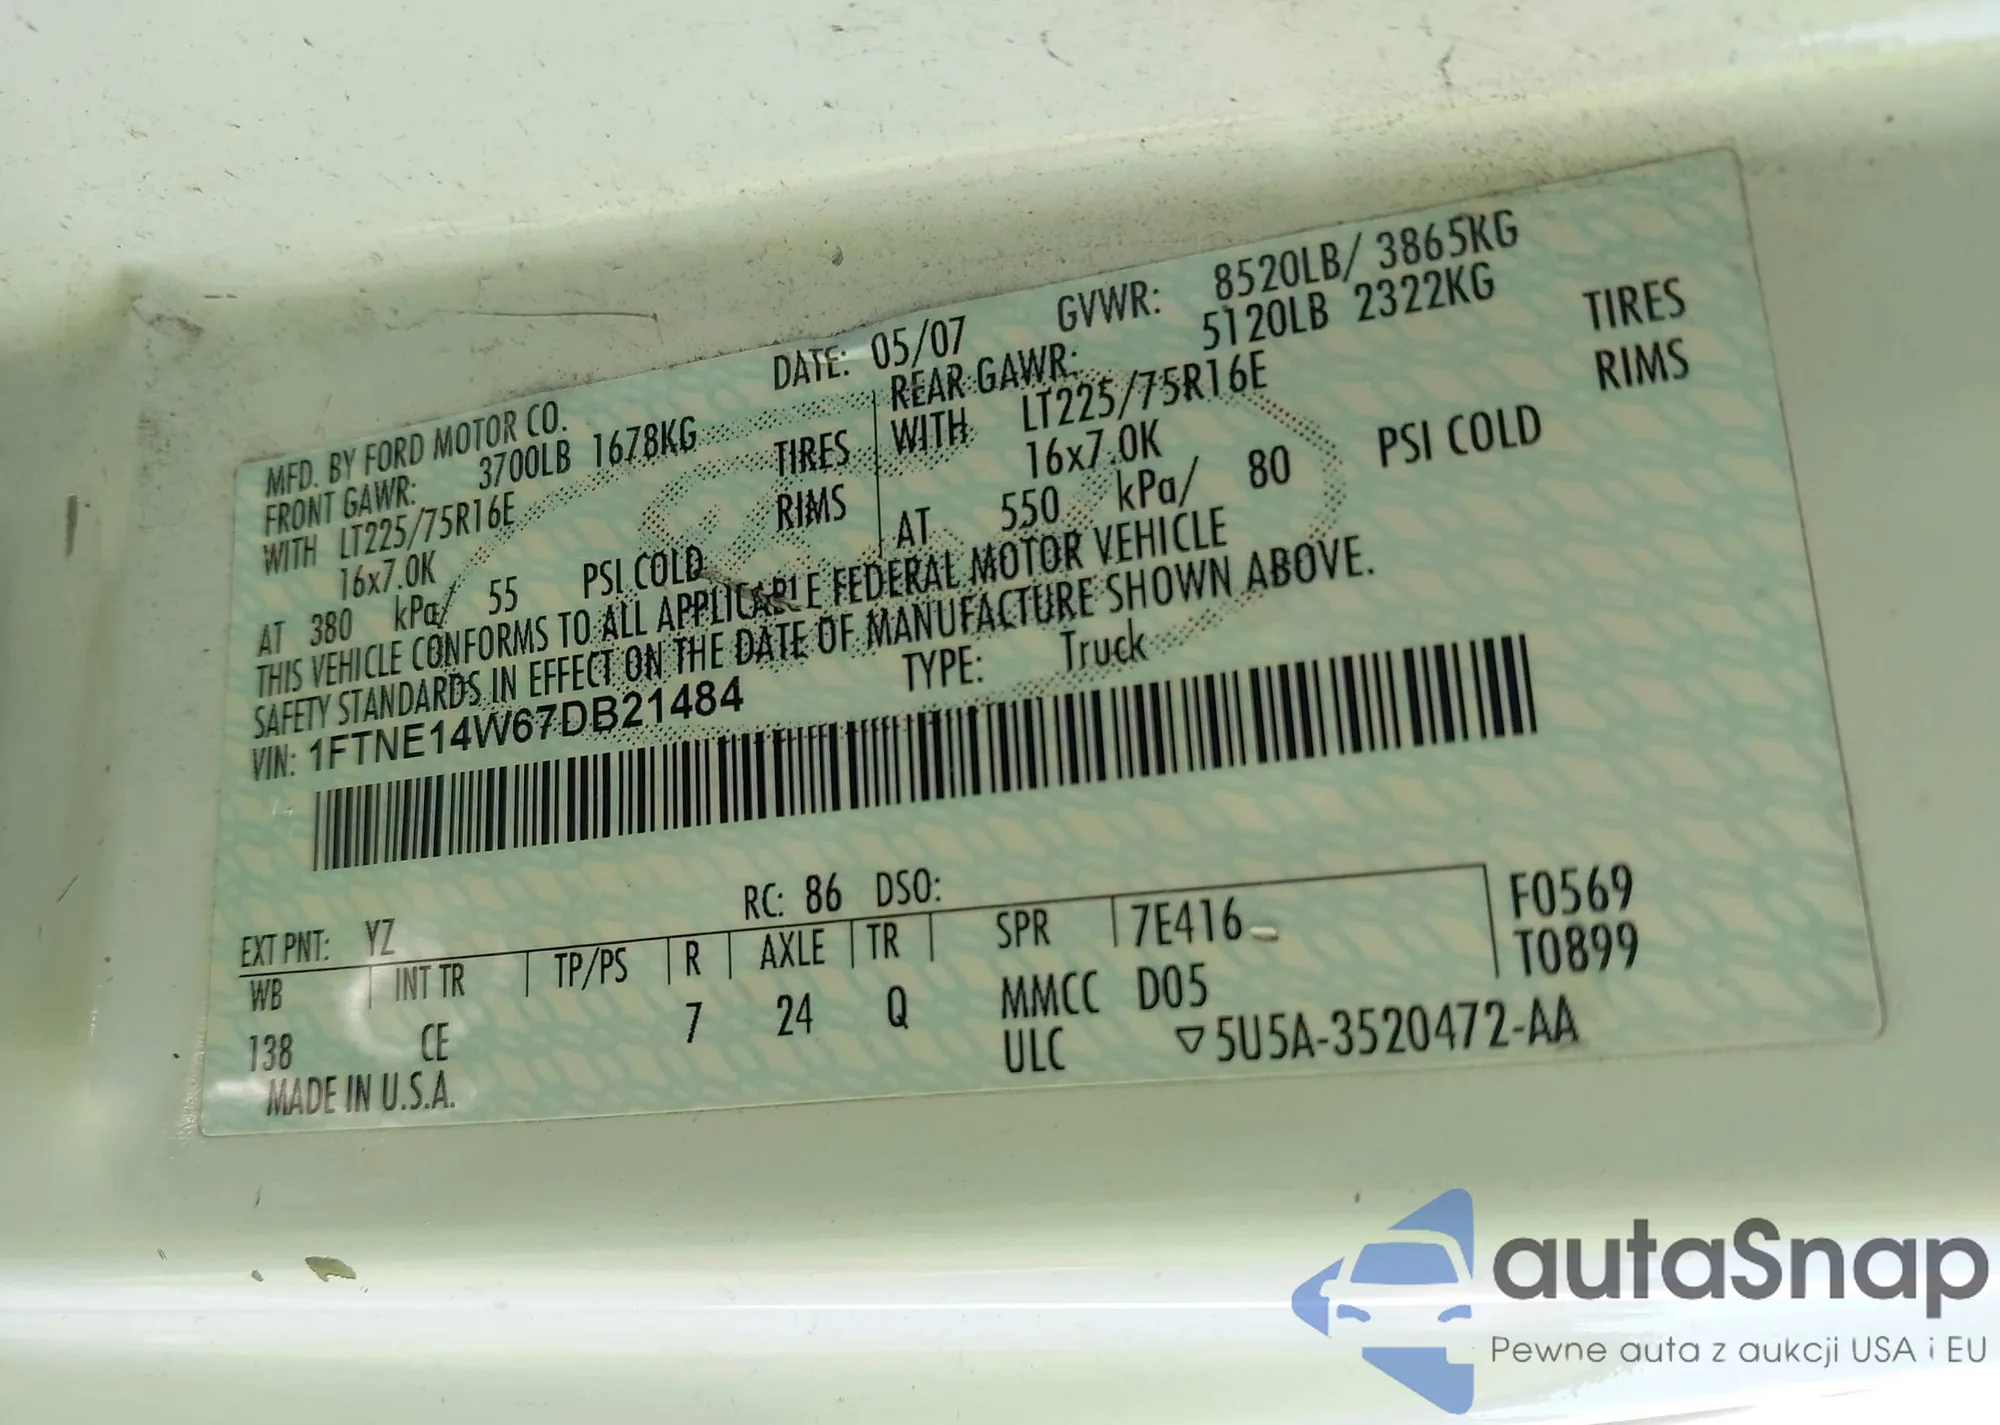 MFD. BY FORD MOTOR CO. DATE: 05/07 GVWR: 8520LB/ 3865KG
FRONT GAWR: 3700LB 1678KG
WITH LT225/75R16E TIRES
16x7.0K RIMS
AT 380 kPa/ 55 PSI COLD
REAR GAWR: 5120LB 2322KG
WITH LT225/75R16E TIRES
16x7.0K RIMS
AT 550 kPa/ 80 PSI COLD
THIS VEHICLE CONFORMS TO ALL APPLICABLE FEDERAL MOTOR VEHICLE
SAFETY STANDARDS IN EFFECT ON THE DATE OF MANUFACTURE SHOWN ABOVE.
VIN: 1FTNE14W67DB21484 TYPE: Truck
EXT PNT: YZ RC: 86 DSO:
WB INT TR TP/PS R AXLE TR SPR 7E416 F0569
138 CE 7 24 Q MMCC D05 T0899
ULC ▽5U5A-3520472-AA
MADE IN U.S.A.
autaSnap
Pewne auta z aukcji USA i EU